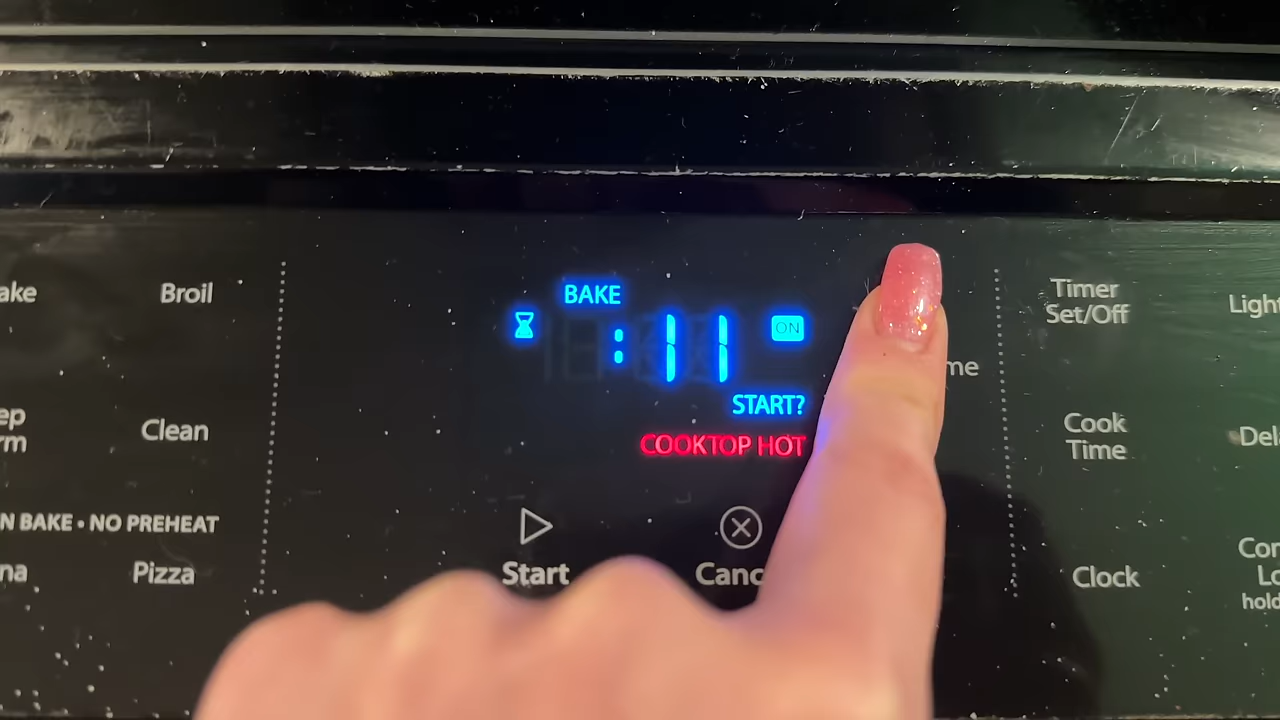 ake
Broil
BAKE
:11
ON
START?
COOKTOP HOT
me
Timer
Set/Off
Ligh
ep
rm
Clean
Cook
Time
Del
N BAKE • NO PREHEAT
na
Pizza
Start
Canc
Clock
Con
Lo
hold